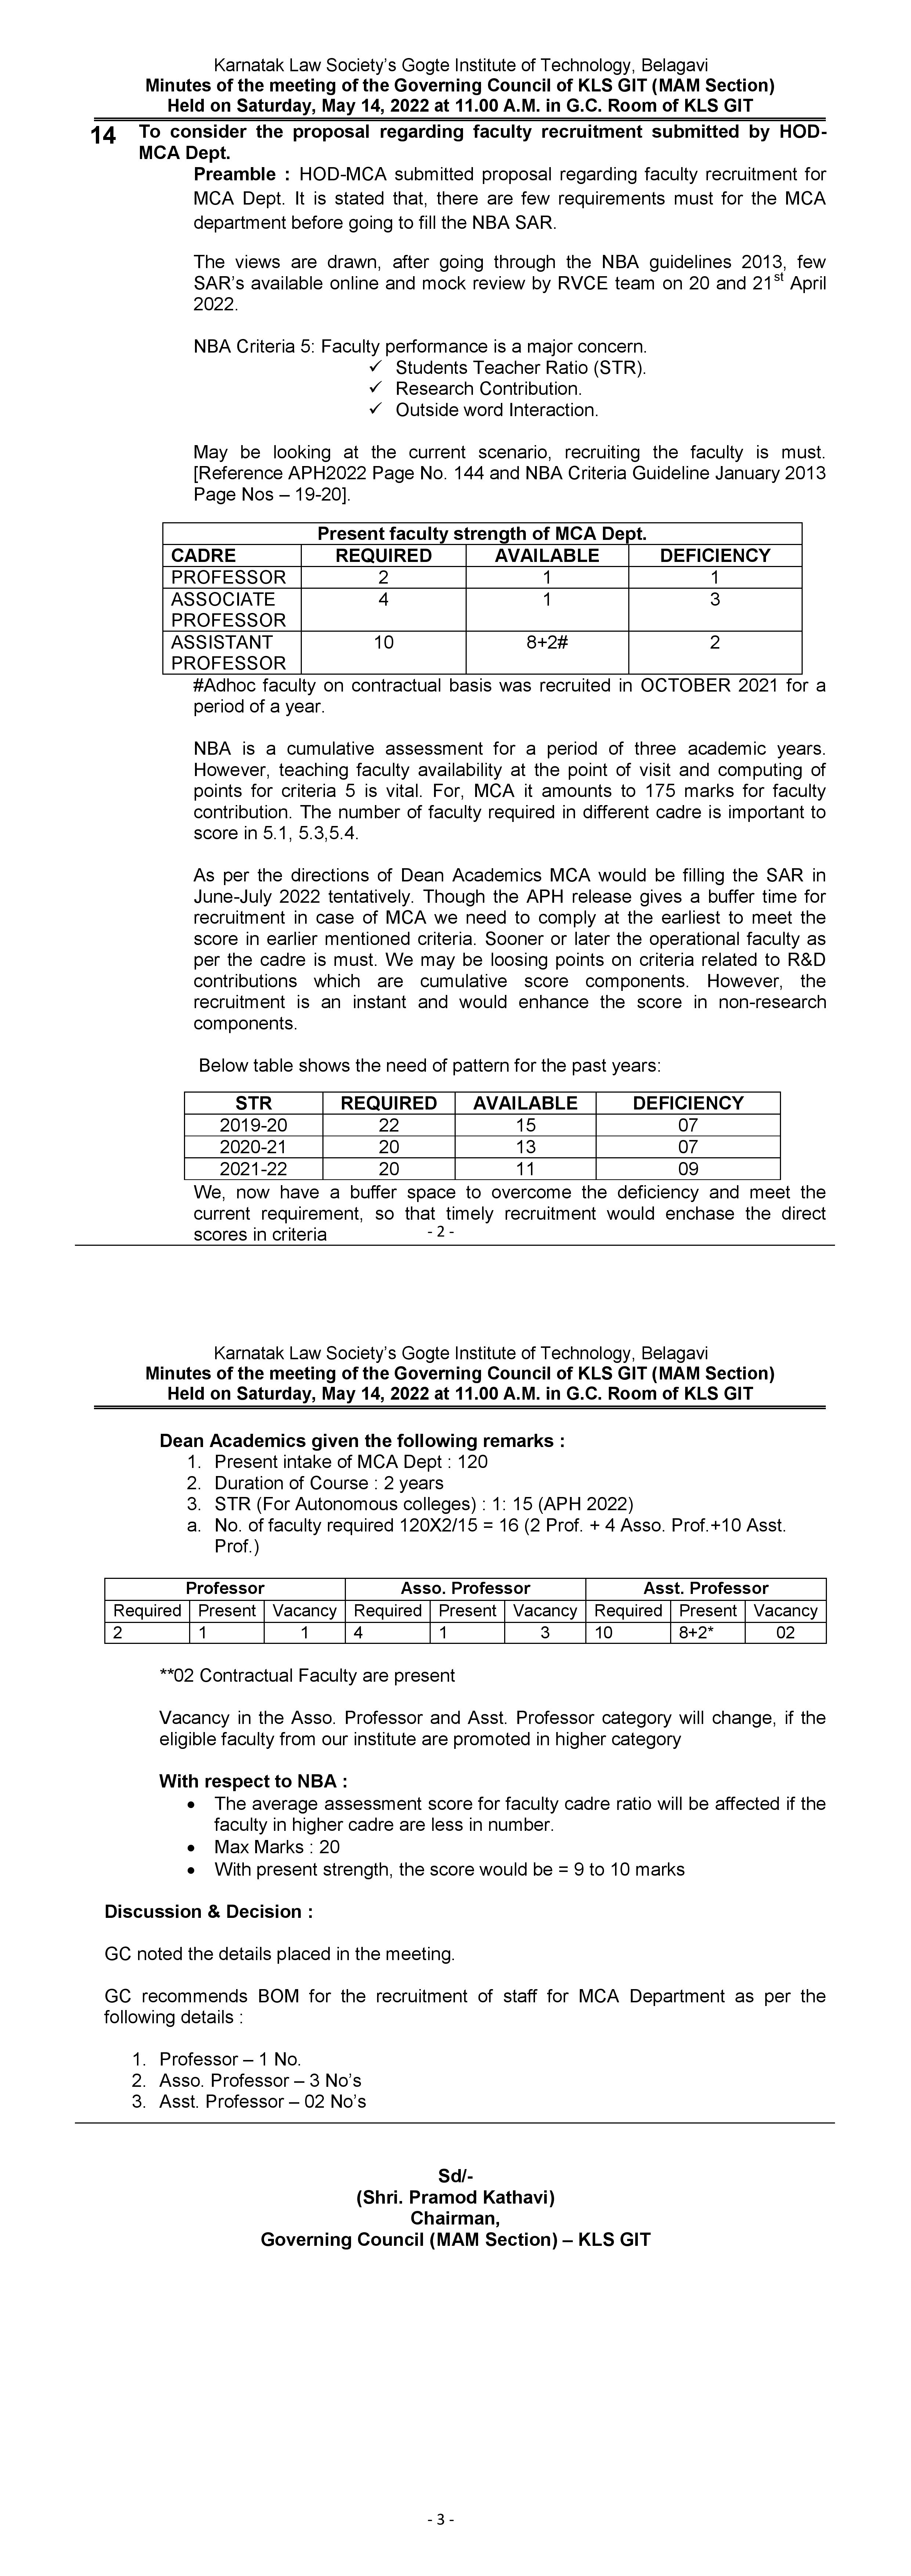 Karnatak Law Society's Gogte Institute of Technology, Belagavi
Minutes of the meeting of the Governing Council of KLS GIT (MAM Section)
Held on Saturday, May 14, 2022 at 11.00 A.M. in G.C. Room of KLS GIT
14 To consider the proposal regarding faculty recruitment submitted by HOD-
MCA Dept.
Preamble : HOD-MCA submitted proposal regarding faculty recruitment for
MCA Dept. It is stated that, there are few requirements must for the MCA
department before going to fill the NBA SAR.
The views are drawn, after going through the NBA guidelines 2013, few
SAR's available online and mock review by RVCE team on 20 and 21st April
2022.
NBA Criteria 5: Faculty performance is a major concern.
✓ Students Teacher Ratio (STR).
✓ Research Contribution.
✓ Outside word Interaction.
May be looking at the current scenario, recruiting the faculty is must.
[Reference APH2022 Page No. 144 and NBA Criteria Guideline January 2013
Page Nos – 19-20].
Present faculty strength of MCA Dept.
CADRE REQUIRED AVAILABLE DEFICIENCY
PROFESSOR 2 1 1
ASSOCIATE 4 1 3
PROFESSOR
ASSISTANT 10 8+2# 2
PROFESSOR
#Adhoc faculty on contractual basis was recruited in OCTOBER 2021 for a
period of a year.
NBA is a cumulative assessment for a period of three academic years.
However, teaching faculty availability at the point of visit and computing of
points for criteria 5 is vital. For, MCA it amounts to 175 marks for faculty
contribution. The number of faculty required in different cadre is important to
score in 5.1, 5.3,5.4.
As per the directions of Dean Academics MCA would be filling the SAR in
June-July 2022 tentatively. Though the APH release gives a buffer time for
recruitment in case of MCA we need to comply at the earliest to meet the
score in earlier mentioned criteria. Sooner or later the operational faculty as
per the cadre is must. We may be loosing points on criteria related to R&D
contributions which are cumulative score components. However, the
recruitment is an instant and would enhance the score in non-research
components.
Below table shows the need of pattern for the past years:
STR REQUIRED AVAILABLE DEFICIENCY
2019-20 22 15 07
2020-21 20 13 07
2021-22 20 11 09
We, now have a buffer space to overcome the deficiency and meet the
current requirement, so that timely recruitment would enchase the direct
scores in criteria
- 2 -
Karnatak Law Society's Gogte Institute of Technology, Belagavi
Minutes of the meeting of the Governing Council of KLS GIT (MAM Section)
Held on Saturday, May 14, 2022 at 11.00 A.M. in G.C. Room of KLS GIT
Dean Academics given the following remarks :
1. Present intake of MCA Dept : 120
2. Duration of Course : 2 years
3. STR (For Autonomous colleges) : 1: 15 (APH 2022)
a. No. of faculty required 120X2/15 = 16 (2 Prof. + 4 Asso. Prof.+10 Asst.
Prof.)
Professor Asso. Professor Asst. Professor
Required Present Vacancy Required Present Vacancy Required Present Vacancy
2 1 1 4 1 3 10 8+2* 02
**02 Contractual Faculty are present
Vacancy in the Asso. Professor and Asst. Professor category will change, if the
eligible faculty from our institute are promoted in higher category
With respect to NBA :
• The average assessment score for faculty cadre ratio will be affected if the
faculty in higher cadre are less in number.
• Max Marks : 20
• With present strength, the score would be = 9 to 10 marks
Discussion & Decision :
GC noted the details placed in the meeting.
GC recommends BOM for the recruitment of staff for MCA Department as per the
following details :
1. Professor – 1 No.
2. Asso. Professor – 3 No's
3. Asst. Professor – 02 No's
Sd/-
(Shri. Pramod Kathavi)
Chairman,
Governing Council (MAM Section) – KLS GIT
- 3 -